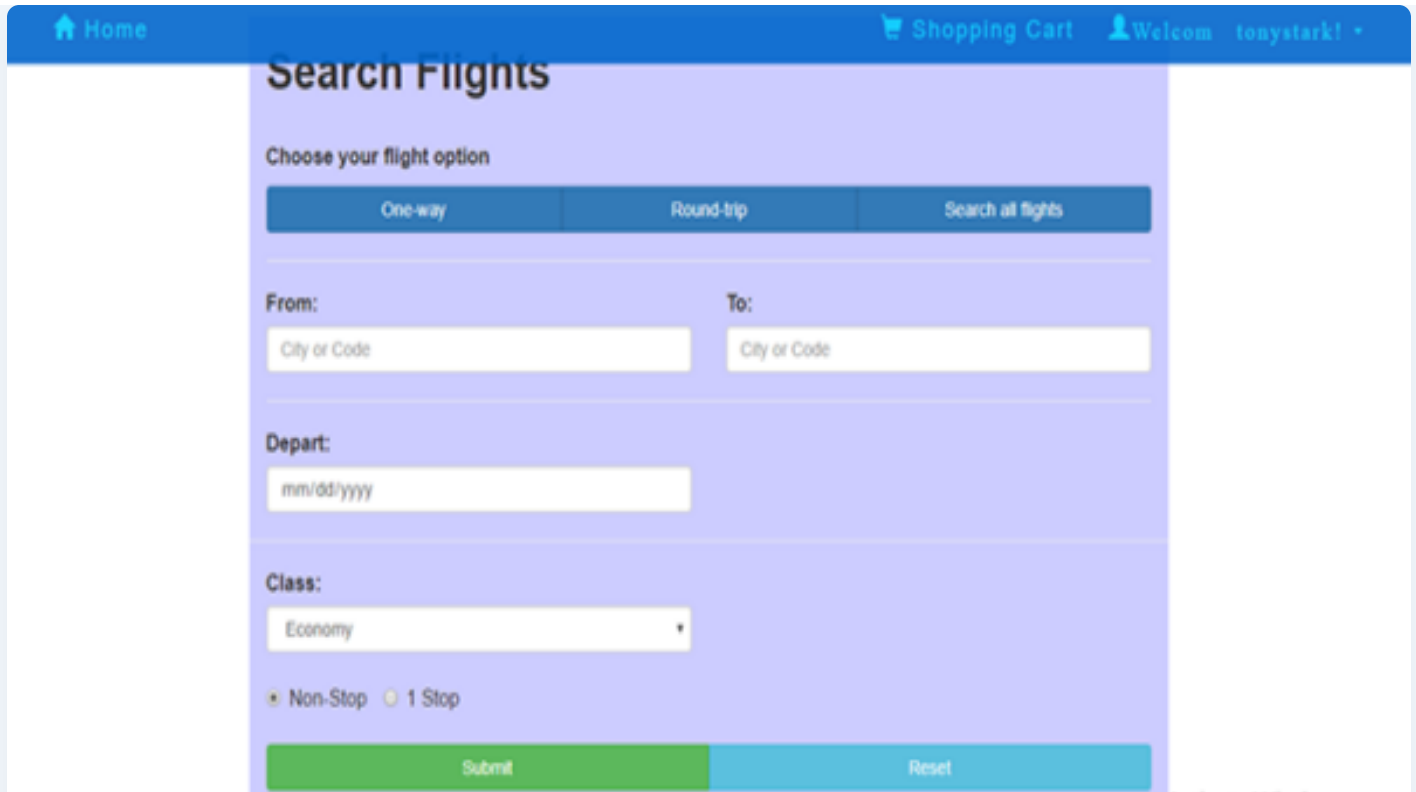 Home Shopping Cart Welcom tonystark!
Search Flights
Choose your flight option
One-way Round-trip Search all flights
From: To:
City or Code City or Code
Depart:
mm/dd/yyyy
Class:
Economy
Non-Stop 1 Stop
Submit Reset